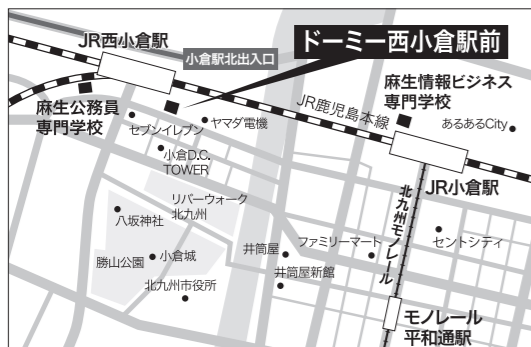 JR西小倉駅
小倉駅北出入口
ドーミー西小倉駅前
麻生公務員
専門学校
セブンイレブン
ヤマダ電機
小倉D.C.
TOWER
JR鹿児島本線
麻生情報ビジネス
専門学校
あるあるCity
JR小倉駅
リバーウォーク
北九州
八坂神社
勝山公園
小倉城
北九州市役所
井筒屋
井筒屋新館
ファミリーマート
北九州モノレール
セントシティ
モノレール
平和通駅